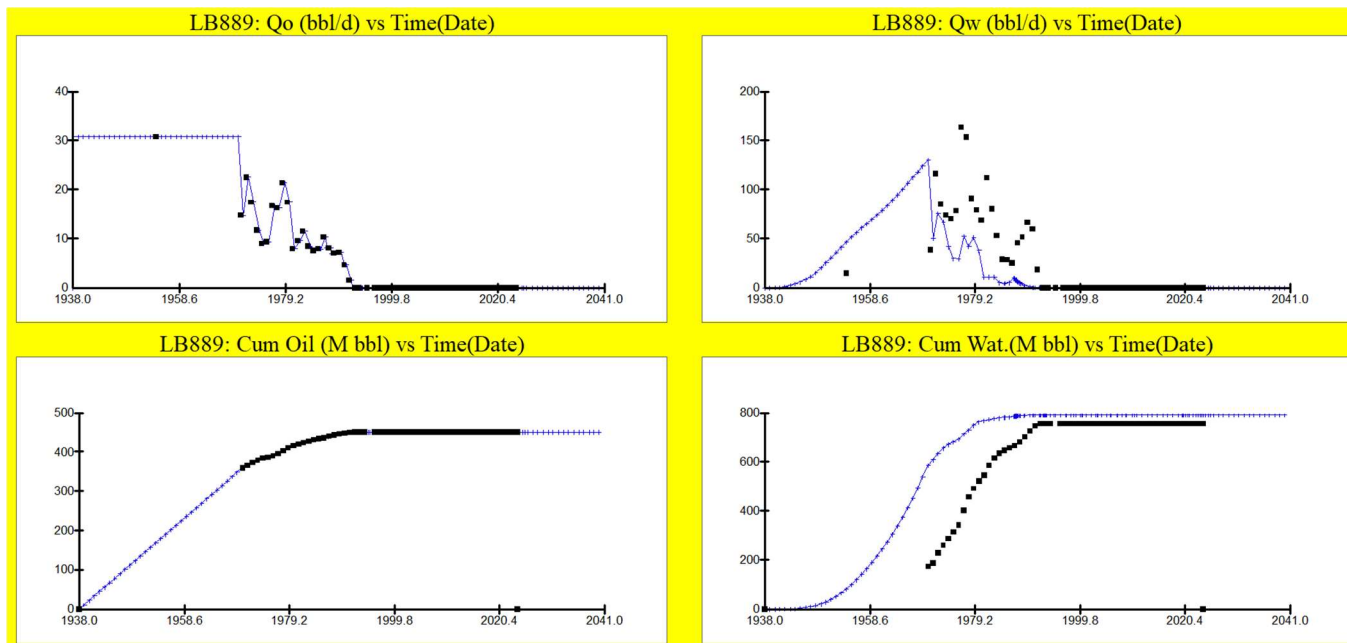 LB889: Qo (bbl/d) vs Time(Date)
40
30
20
10
0
1938.0 1958.6 1979.2 1999.8 2020.4 2041.0
LB889: Qw (bbl/d) vs Time(Date)
200
150
100
50
0
1938.0 1958.6 1979.2 1999.8 2020.4 2041.0
LB889: Cum Oil (M bbl) vs Time(Date)
500
400
300
200
100
0
1938.0 1958.6 1979.2 1999.8 2020.4 2041.0
LB889: Cum Wat.(M bbl) vs Time(Date)
800
600
400
200
0
1938.0 1958.6 1979.2 1999.8 2020.4 2041.0